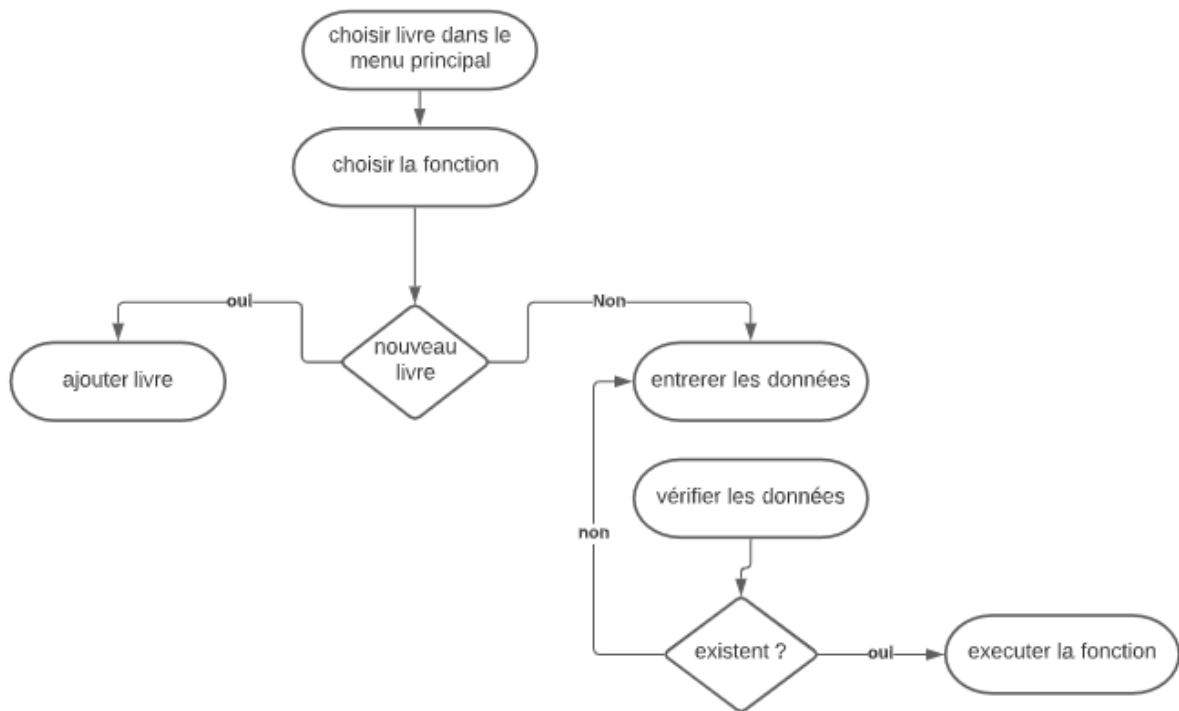 choisir livre dans le
menu principal
choisir la fonction
oui
Non
nouveau
livre
ajouter livre
entrerer les données
vérifier les données
non
existent ?
oui
executer la fonction